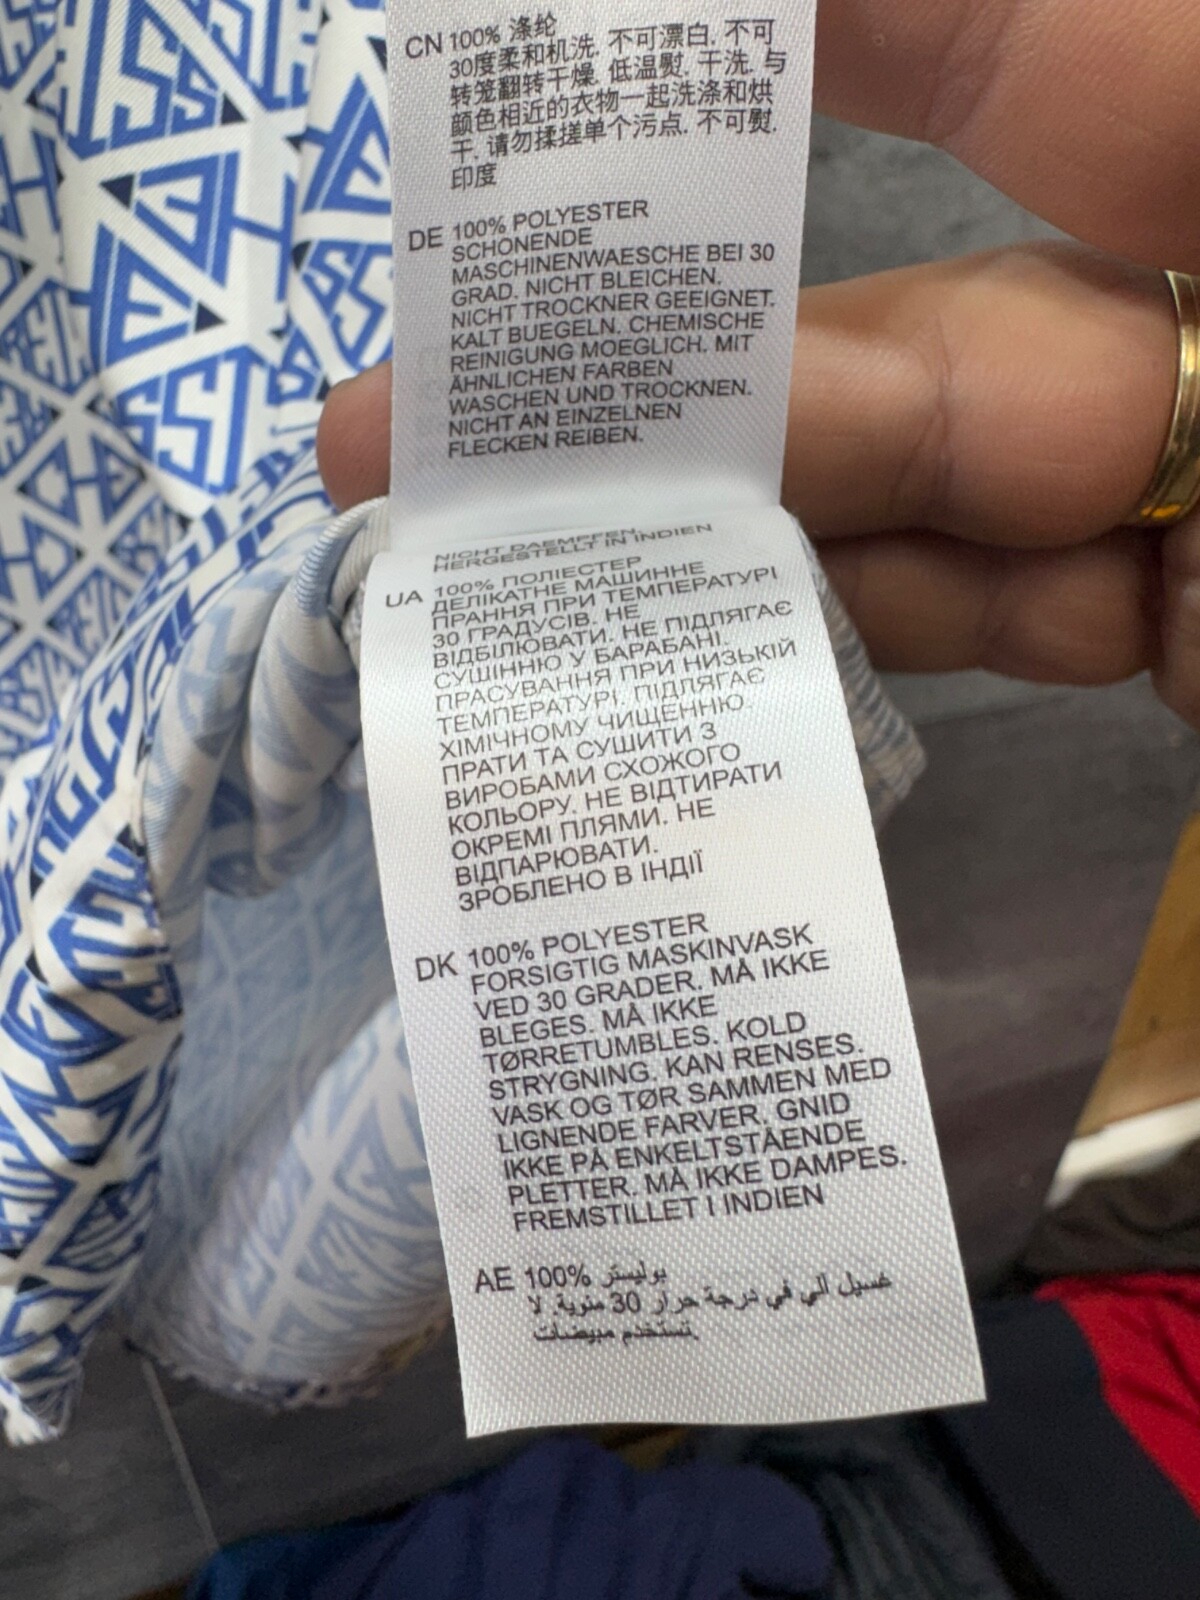 CN 100% 涤纶
30度柔和机洗. 不可漂白. 不可
转笼翻转干燥. 低温熨. 干洗. 与
颜色相近的衣物一起洗涤和烘
干. 请勿揉搓单个污点. 不可熨.
印度
DE 100% POLYESTER
SCHONENDE
MASCHINENWAESCHE BEI 30
GRAD. NICHT BLEICHEN.
NICHT TROCKNER GEEIGNET.
KALT BUEGELN. CHEMISCHE
REINIGUNG MOEGLICH. MIT
ÄHNLICHEN FARBEN
WASCHEN UND TROCKNEN.
NICHT AN EINZELNEN
FLECKEN REIBEN.
NICHT DAEMPFEN.
HERGESTELLT IN INDIEN
UA 100% ПОЛІЕСТЕР
ДЕЛІКАТНЕ МАШИННЕ
ПРАННЯ ПРИ ТЕМПЕРАТУРІ
30 ГРАДУСІВ. НЕ
ВІДБІЛЮВАТИ. НЕ ПІДЛЯГАЄ
СУШІННЮ У БАРАБАНІ.
ПРАСУВАННЯ ПРИ НИЗЬКІЙ
ТЕМПЕРАТУРІ. ПІДЛЯГАЄ
ХІМІЧНОМУ ЧИЩЕННЮ.
ПРАТИ ТА СУШИТИ З
ВИРОБАМИ СХОЖОГО
КОЛЬОРУ. НЕ ВІДТИРАТИ
ОКРЕМІ ПЛЯМИ. НЕ
ВІДПАРЮВАТИ.
ЗРОБЛЕНО В ІНДІЇ
DK 100% POLYESTER
FORSIGTIG MASKINVASK
VED 30 GRADER. MÅ IKKE
BLEGES. MÅ IKKE
TØRRETUMBLES. KOLD
STRYGNING. KAN RENSES.
VASK OG TØR SAMMEN MED
LIGNENDE FARVER. GNID
IKKE PÅ ENKELTSTÅENDE
PLETTER. MÅ IKKE DAMPES.
FREMSTILLET I INDIEN
AE 100% بوليستر
غسيل آلي في درجة حرار 30 مئوية. لا
تستخدم مبيضات.